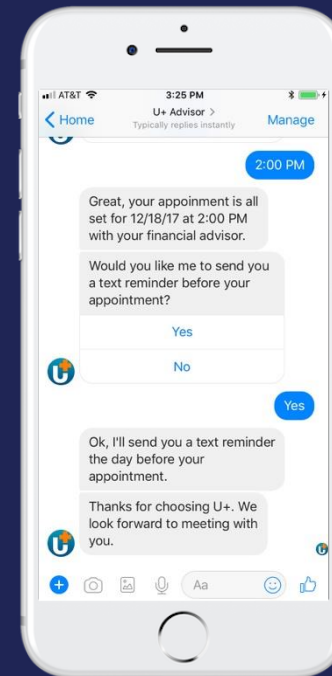 AT&T 3:25 PM
Home U+ Advisor > Manage
Typically replies instantly
2:00 PM
Great, your appoinment is all
set for 12/18/17 at 2:00 PM
with your financial advisor.
Would you like me to send you
a text reminder before your
appointment?
Yes
No
U+
Yes
Ok, I'll send you a text reminder
the day before your
appointment.
Thanks for choosing U+. We
look forward to meeting with
you.
U+
Aa